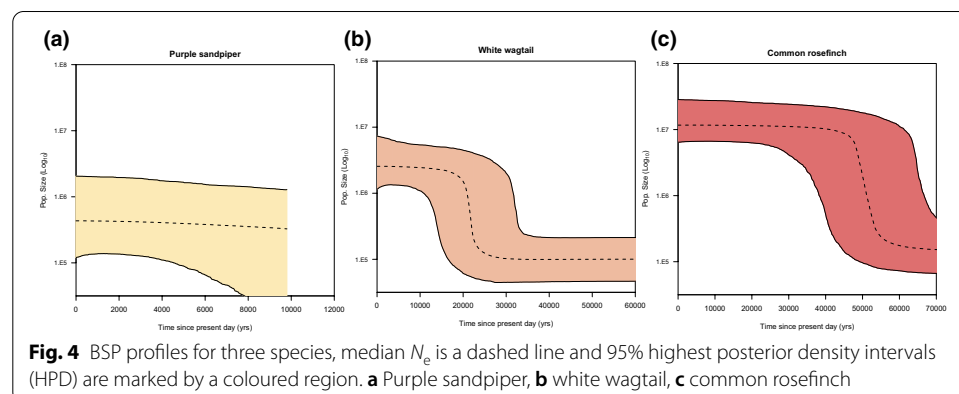 (a)
Purple sandpiper
Pop. Size (Log10)
1.E8
1.E7
1.E6
1.E5
0 2000 4000 6000 8000 10000 12000
Time since present day (yrs)
(b)
White wagtail
Pop. Size (Log10)
1.E8
1.E7
1.E6
1.E5
0 10000 20000 30000 40000 50000 60000
Time since present day (yrs)
(c)
Common rosefinch
Pop. Size (Log10)
1.E8
1.E7
1.E6
1.E5
0 10000 20000 30000 40000 50000 60000 70000
Time since present day (yrs)
Fig. 4 BSP profiles for three species, median Ne is a dashed line and 95% highest posterior density intervals
(HPD) are marked by a coloured region. a Purple sandpiper, b white wagtail, c common rosefinch